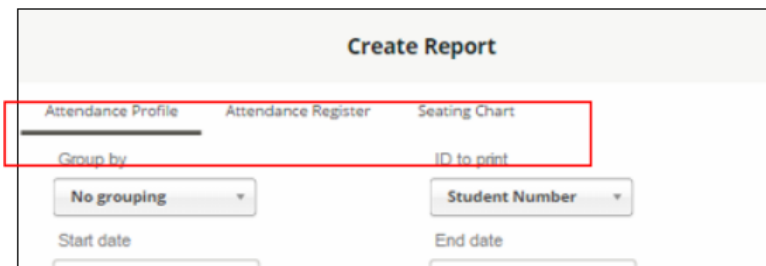 Create Report
Attendance Profile Attendance Register Seating Chart
Group by ID to print
No grouping Student Number
Start date End date